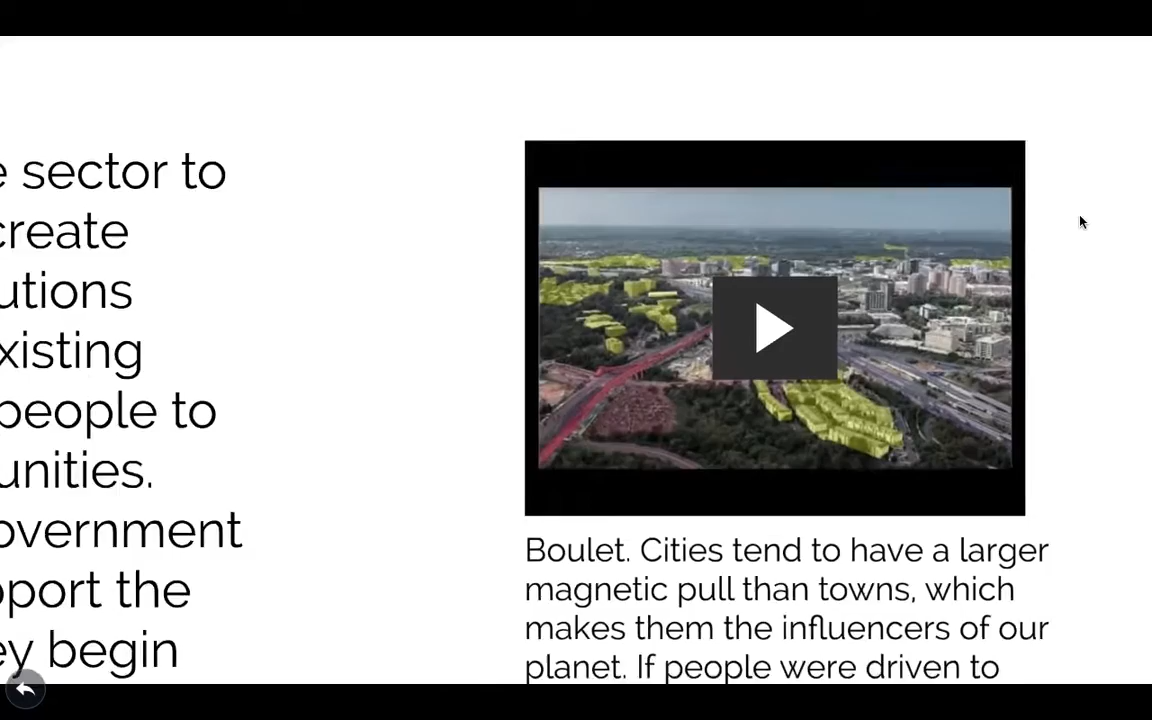 sector to
create
utions
xisting
people to
unities.
overnment
pport the
ey begin
Boulet. Cities tend to have a larger
magnetic pull than towns, which
makes them the influencers of our
planet. If people were driven to